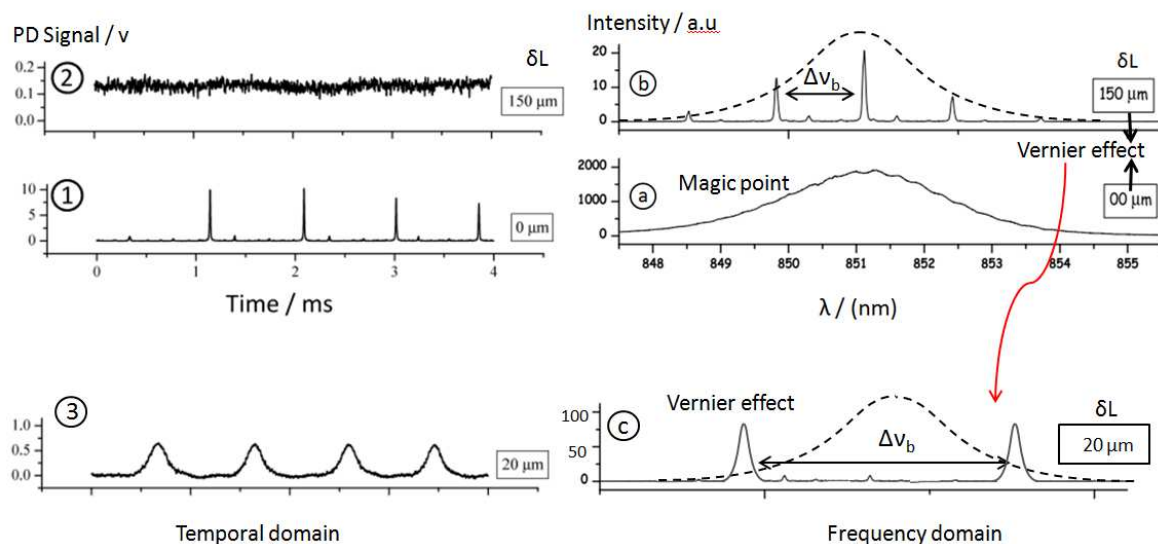 PD Signal / v
δL
2
0.2
0.1
0.0
150 μm
1
10
5
0
0 μm
0 1 2 3 4
Time / ms
3
1.0
0.5
0.0
20 μm
Temporal domain
Intensity / a.u
δL
b
20
10
0
Δνb
150 μm
Vernier effect
a
2000
1000
0
Magic point
00 μm
848 849 850 851 852 853 854 855
λ / (nm)
c
100
50
0
Vernier effect
Δνb
δL
20 μm
Frequency domain